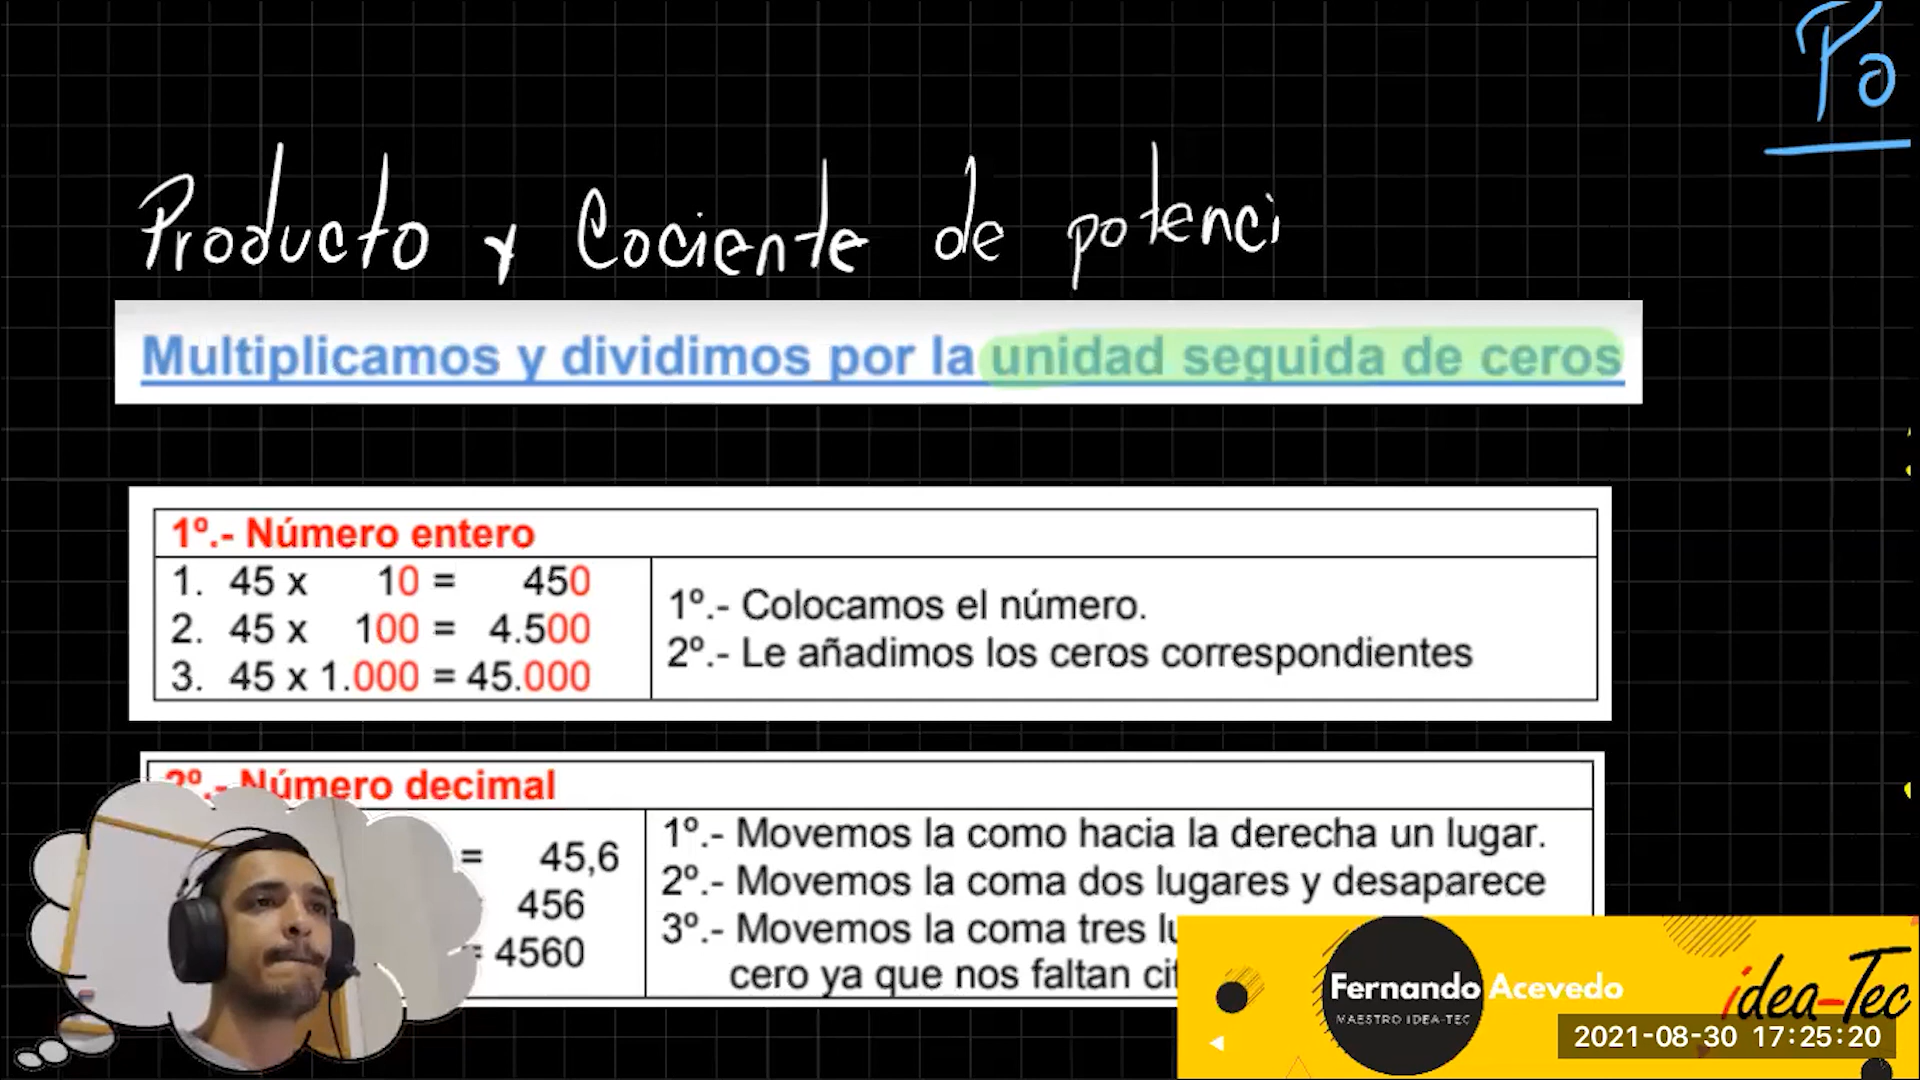 Po
Producto y Cociente de potenci
Multiplicamos y dividimos por la unidad seguida de ceros
1º.- Número entero
1. 45 x 10 = 450
2. 45 x 100 = 4.500
3. 45 x 1.000 = 45.000
1º.- Colocamos el número.
2º.- Le añadimos los ceros correspondientes
2º.- Número decimal
= 45,6
456
= 4560
1º.- Movemos la como hacia la derecha un lugar.
2º.- Movemos la coma dos lugares y desaparece
3º.- Movemos la coma tres
cero ya que nos faltan
Fernando Acevedo
MAESTRO IDEA-TEC
idea-Tec
2021-08-30 17:25:20